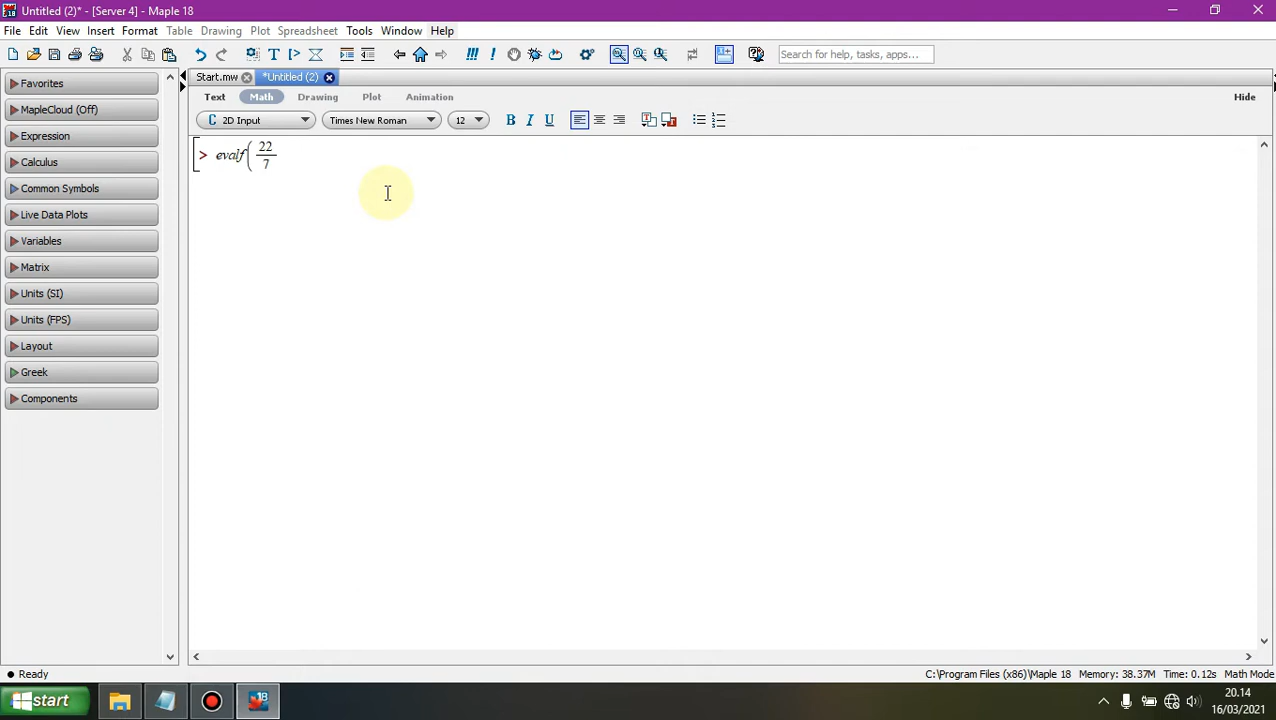 Untitled (2)* - [Server 4] - Maple 18
File Edit View Insert Format Table Drawing Plot Spreadsheet Tools Window Help
Search for help, tasks, apps...
Start.mw *Untitled (2)
Text Math Drawing Plot Animation Hide
C 2D Input Times New Roman 12 B I U
Favorites
MapleCloud (Off)
Expression
Calculus
Common Symbols
Live Data Plots
Variables
Matrix
Units (SI)
Units (FPS)
Layout
Greek
Components
> evalf( 22/7
Ready C:\Program Files (x86)\Maple 18 Memory: 38.37M Time: 0.12s Math Mode
start 18 20.14
16/03/2021